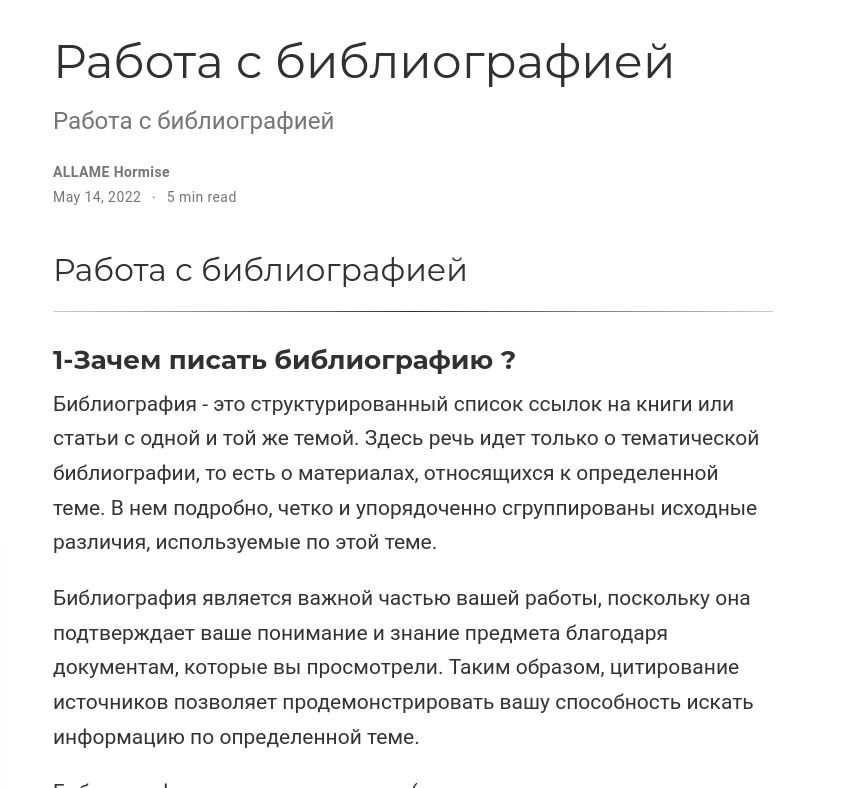 Работа с библиографией
Работа с библиографией
ALLAME Hormise
May 14, 2022 · 5 min read
Работа с библиографией
1-Зачем писать библиографию ?
Библиография - это структурированный список ссылок на книги или
статьи с одной и той же темой. Здесь речь идет только о тематической
библиографии, то есть о материалах, относящихся к определенной
теме. В нем подробно, четко и упорядоченно сгруппированы исходные
различия, используемые по этой теме.
Библиография является важной частью вашей работы, поскольку она
подтверждает ваше понимание и знание предмета благодаря
документам, которые вы просмотрели. Таким образом, цитирование
источников позволяет продемонстрировать вашу способность искать
информацию по определенной теме.